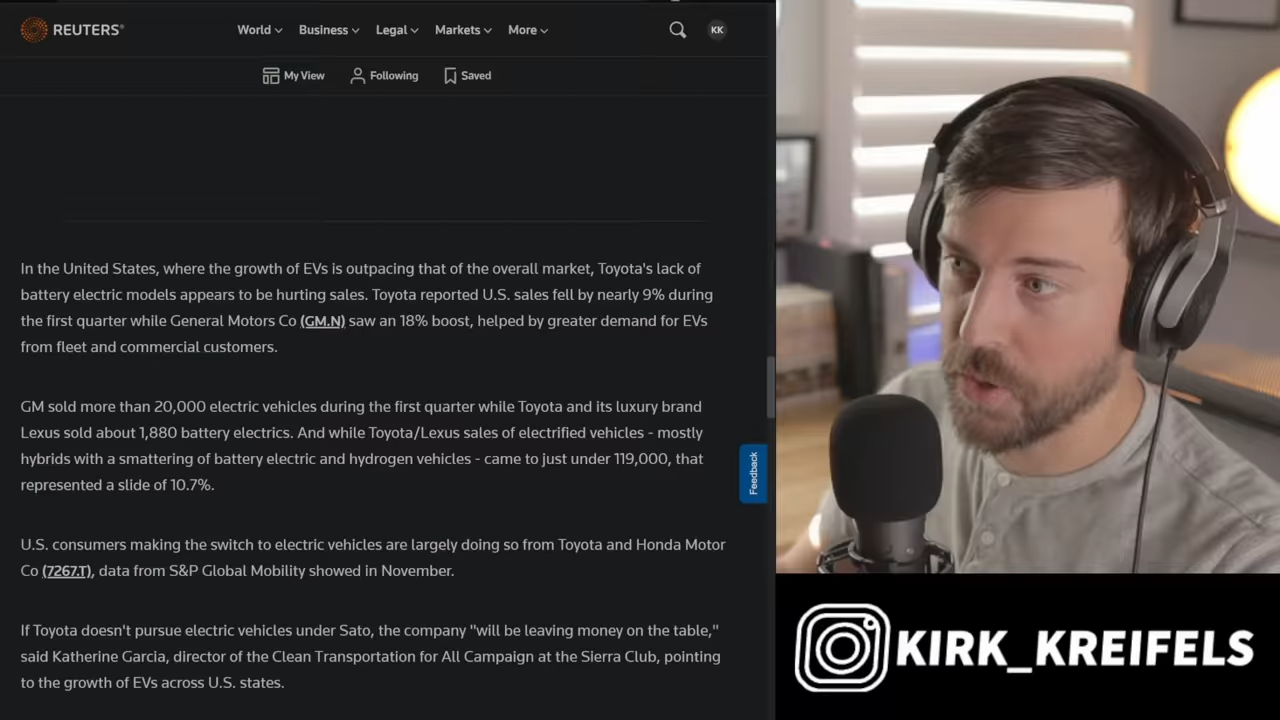 REUTERS®
World Business Legal Markets More KK
My View Following Saved
In the United States, where the growth of EVs is outpacing that of the overall market, Toyota's lack of
battery electric models appears to be hurting sales. Toyota reported U.S. sales fell by nearly 9% during
the first quarter while General Motors Co (GM.N) saw an 18% boost, helped by greater demand for EVs
from fleet and commercial customers.
GM sold more than 20,000 electric vehicles during the first quarter while Toyota and its luxury brand
Lexus sold about 1,880 battery electrics. And while Toyota/Lexus sales of electrified vehicles - mostly
hybrids with a smattering of battery electric and hydrogen vehicles - came to just under 119,000, that
represented a slide of 10.7%.
U.S. consumers making the switch to electric vehicles are largely doing so from Toyota and Honda Motor
Co (7267.T), data from S&P Global Mobility showed in November.
If Toyota doesn't pursue electric vehicles under Sato, the company "will be leaving money on the table,"
said Katherine Garcia, director of the Clean Transportation for All Campaign at the Sierra Club, pointing
to the growth of EVs across U.S. states.
Feedback
KIRK_KREIFELS